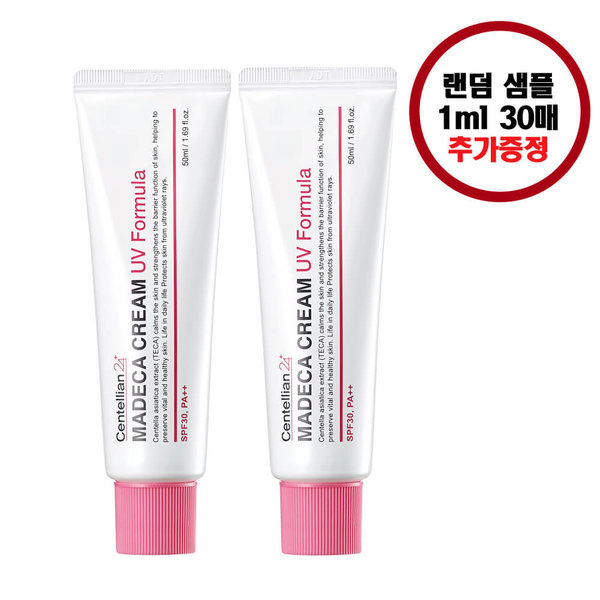 랜덤 샘플
1ml 30매
추가증정
ADT
Centellian 24+
MADECA CREAM UV Formula
Centella asiatica extract (TECA) calms the skin and strengthens the barrier function of skin, helping to
preserve vital and healthy skin. Life in daily life Protects skin from ultraviolet rays.
50ml / 1.69 fl.oz.
SPF30, PA++
ADT
Centellian 24+
MADECA CREAM UV Formula
Centella asiatica extract (TECA) calms the skin and strengthens the barrier function of skin, helping to
preserve vital and healthy skin. Life in daily life Protects skin from ultraviolet rays.
50ml / 1.69 fl.oz.
SPF30, PA++